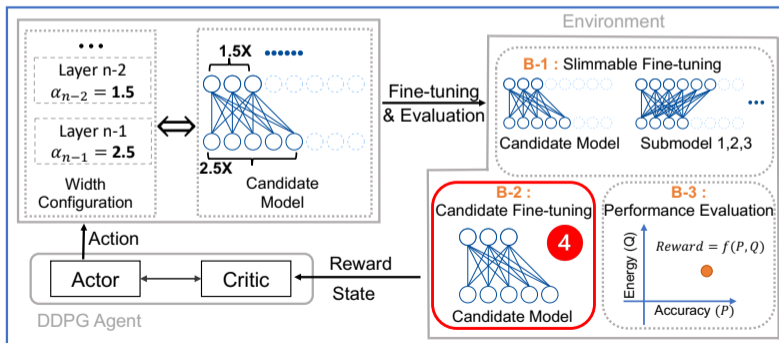 Environment
•••
Layer n-2
αₙ₋₂ = 1.5
Layer n-1
αₙ₋₁ = 2.5
Width
Configuration
1.5X
••••••
2.5X
Candidate
Model
Fine-tuning
& Evaluation
B-1 : Slimmable Fine-tuning
•••
Candidate Model
Submodel 1,2,3
B-2 :
Candidate Fine-tuning
4
Candidate Model
B-3 :
Performance Evaluation
Reward = f(P, Q)
Energy (Q)
Accuracy (P)
Action
Actor
Critic
Reward
State
DDPG Agent